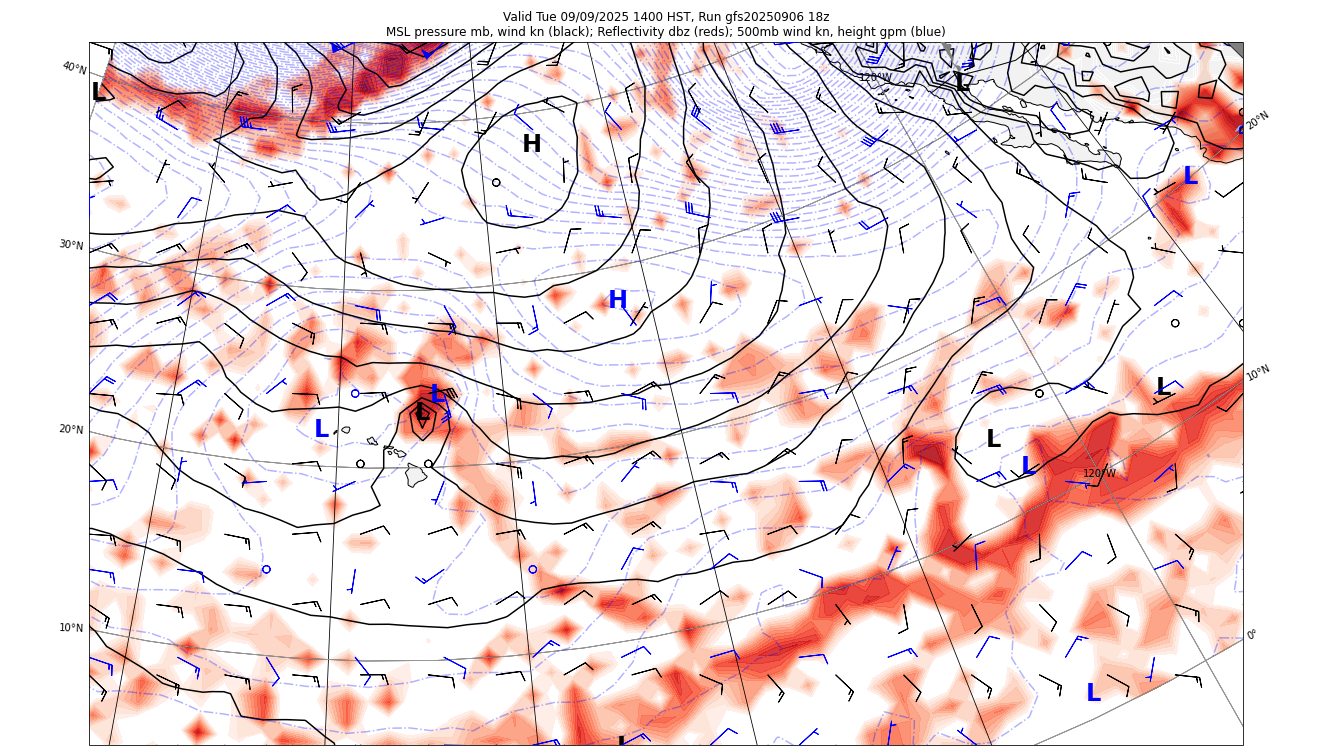 Valid Tue 09/09/2025 1400 HST, Run gfs20250906 18z
MSL pressure mb, wind kn (black); Reflectivity dbz (reds); 500mb wind kn, height gpm (blue)
40°N
120°W
L
L
20°N
H
L
30°N
H
10°N
L
L
L
20°N
L
L
L
120°W
10°N
0°
L
L